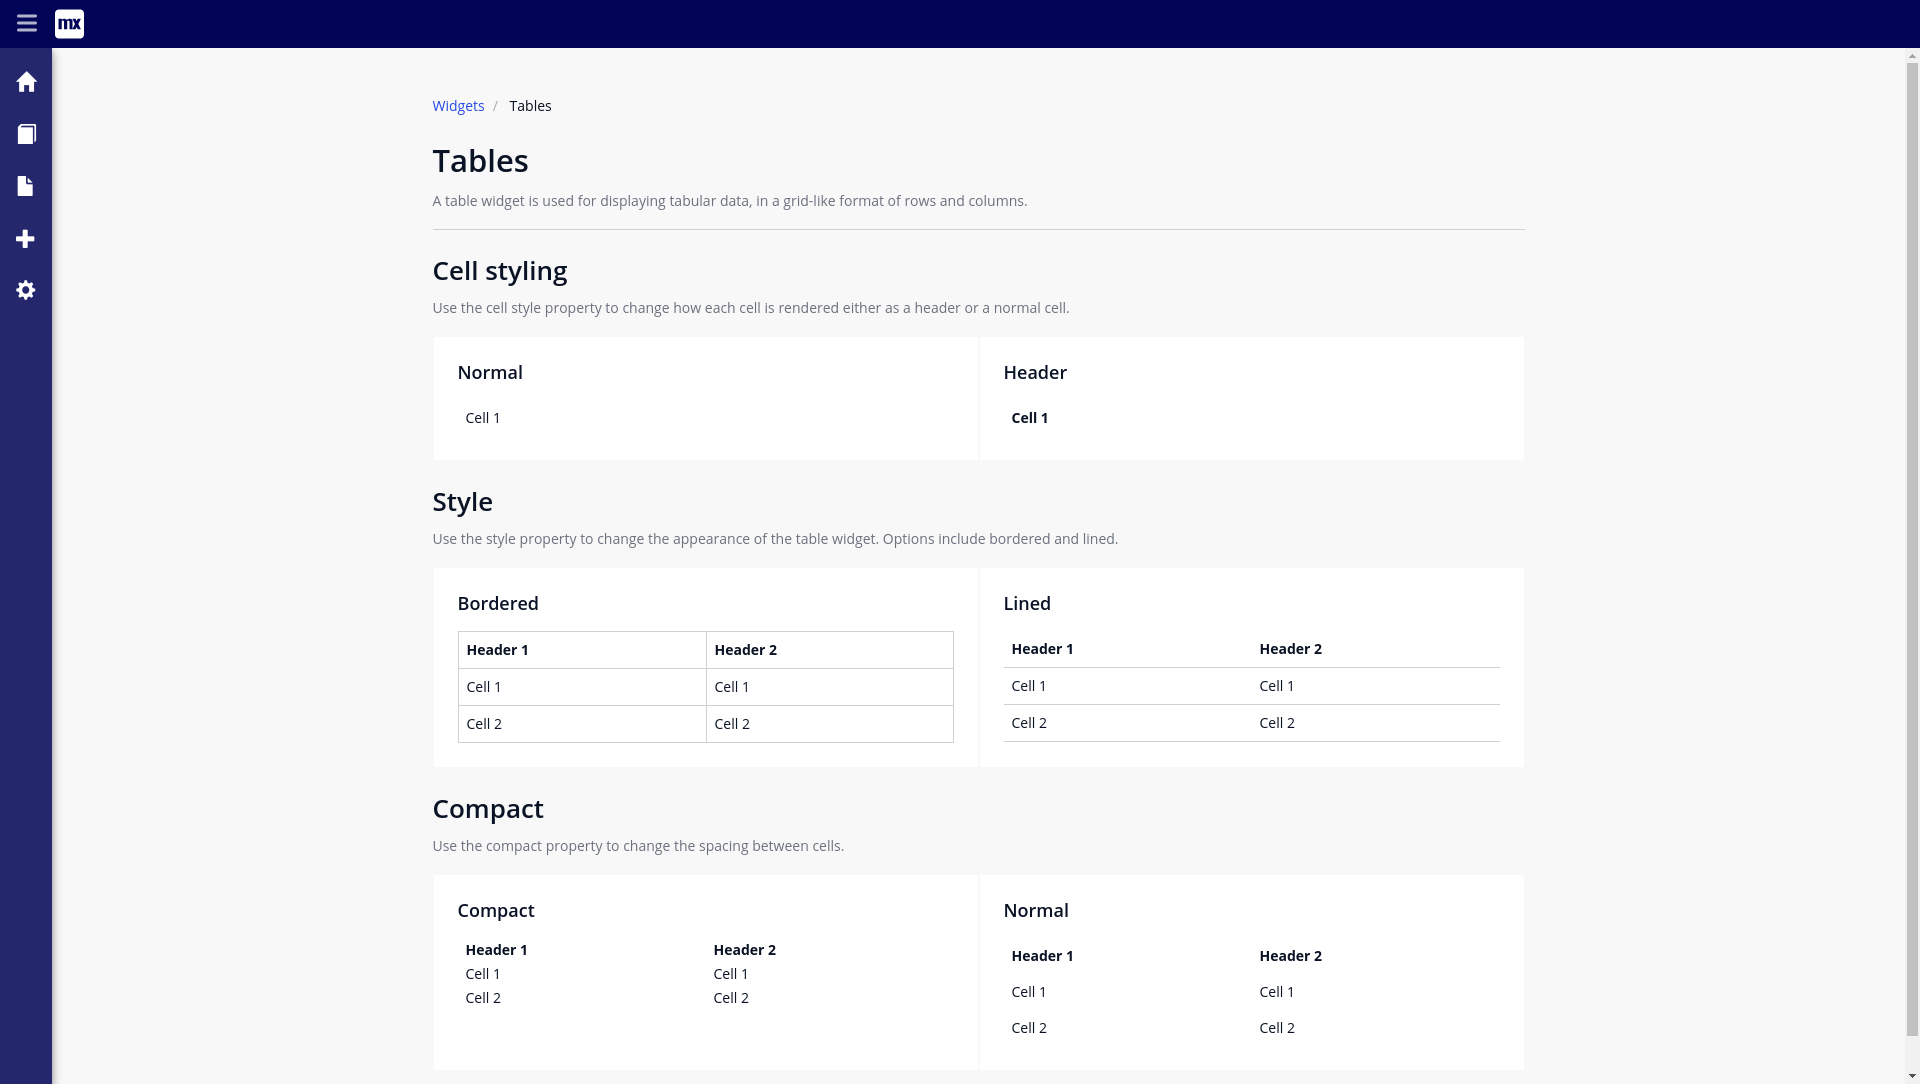 mx
Widgets / Tables
Tables
A table widget is used for displaying tabular data, in a grid-like format of rows and columns.
Cell styling
Use the cell style property to change how each cell is rendered either as a header or a normal cell.
Normal
Cell 1
Header
Cell 1
Style
Use the style property to change the appearance of the table widget. Options include bordered and lined.
Bordered
Header 1 Header 2
Cell 1 Cell 1
Cell 2 Cell 2
Lined
Header 1 Header 2
Cell 1 Cell 1
Cell 2 Cell 2
Compact
Use the compact property to change the spacing between cells.
Compact
Header 1 Header 2
Cell 1 Cell 1
Cell 2 Cell 2
Normal
Header 1 Header 2
Cell 1 Cell 1
Cell 2 Cell 2